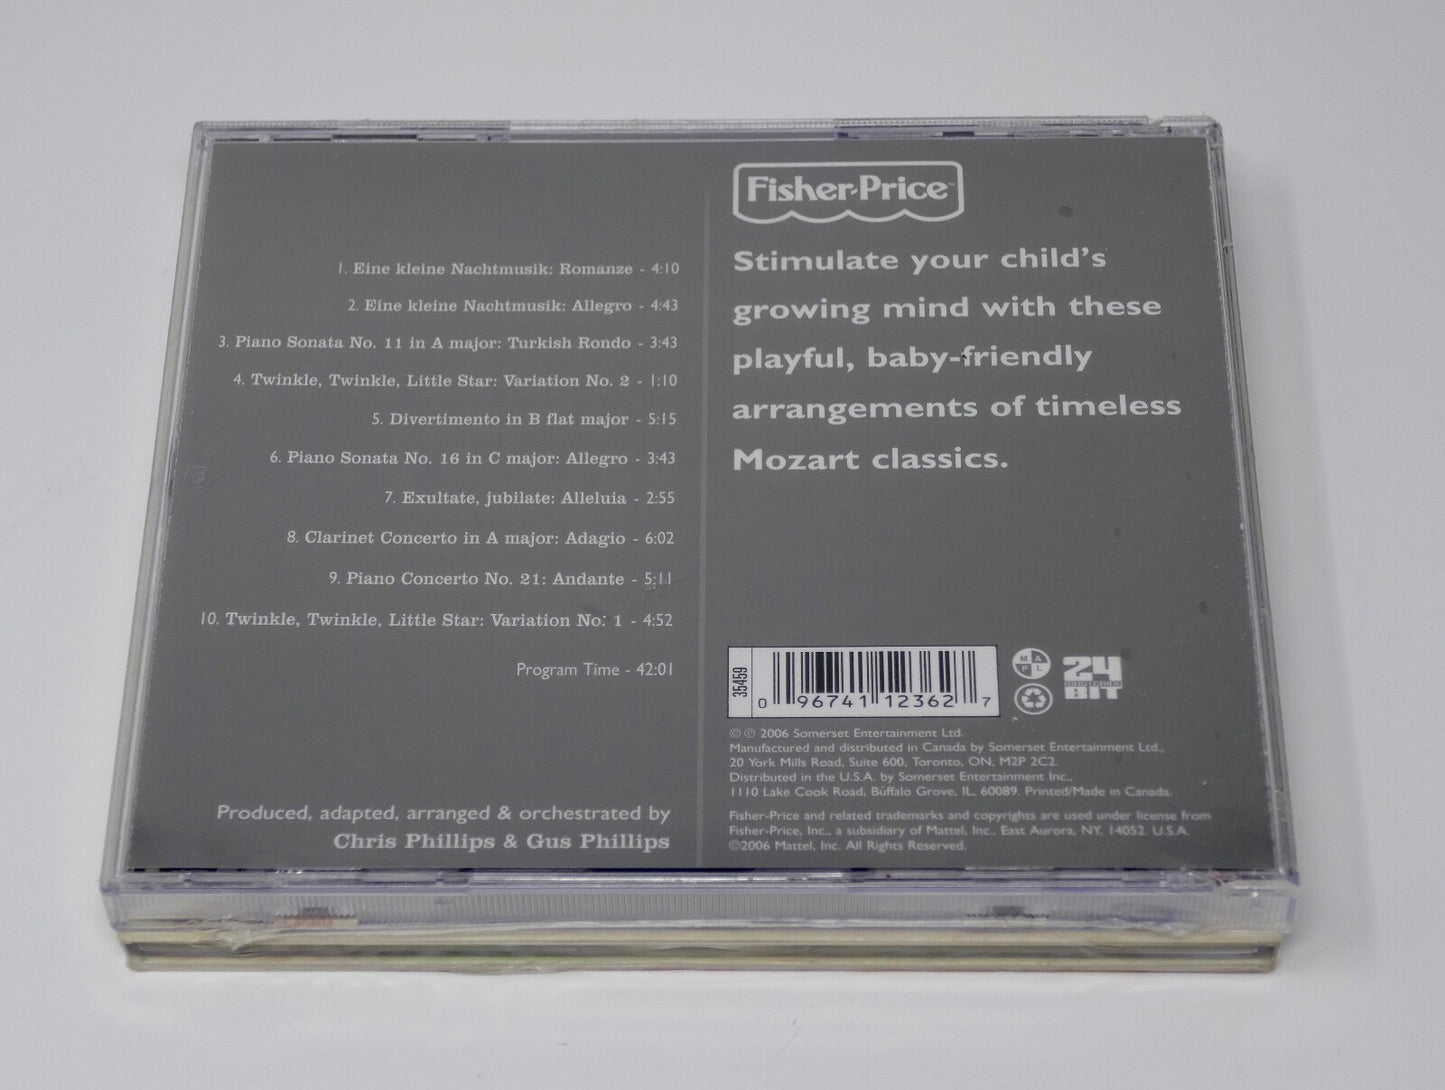 1. Eine kleine Nachtmusik: Romanze - 4:10
2. Eine kleine Nachtmusik: Allegro - 4:43
3. Piano Sonata No. 11 in A major: Turkish Rondo - 3:43
4. Twinkle, Twinkle, Little Star: Variation No. 2 - 1:10
5. Divertimento in B flat major - 5:15
6. Piano Sonata No. 16 in C major: Allegro - 3:43
7. Exultate, jubilate: Alleluia - 2:55
8. Clarinet Concerto in A major: Adagio - 6:02
9. Piano Concerto No. 21: Andante - 5:11
10. Twinkle, Twinkle, Little Star: Variation No. 1 - 4:52
Program Time - 42:01
Produced, adapted, arranged & orchestrated by
Chris Phillips & Gus Phillips
Fisher-Price™
Stimulate your child's
growing mind with these
playful, baby-friendly
arrangements of timeless
Mozart classics.
35459
0 96741 12362 7
M A
P L
24
BIT
© ℗ 2006 Somerset Entertainment Ltd.
Manufactured and distributed in Canada by Somerset Entertainment Ltd.,
20 York Mills Road, Suite 600, Toronto, ON, M2P 2C2.
Distributed in the U.S.A. by Somerset Entertainment Inc.,
1110 Lake Cook Road, Buffalo Grove, IL, 60089. Printed/Made in Canada.
Fisher-Price and related trademarks and copyrights are used under license from
Fisher-Price, Inc., a subsidiary of Mattel, Inc., East Aurora, NY, 14052 U.S.A.
©2006 Mattel, Inc. All Rights Reserved.